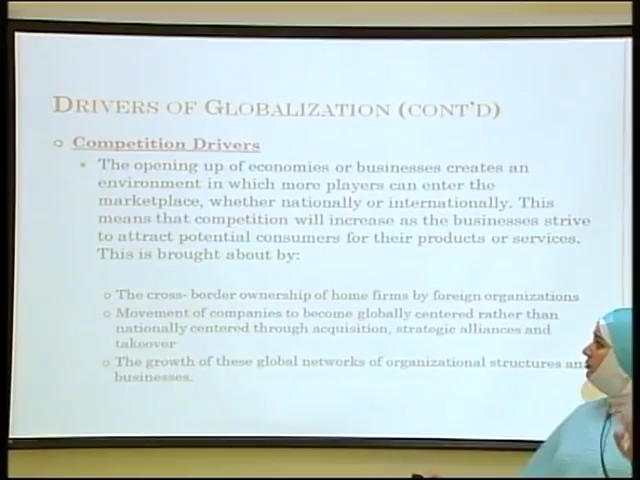 DRIVERS OF GLOBALIZATION (CONT'D)
Competition Drivers
The opening up of economies or businesses creates an
environment in which more players can enter the
marketplace, whether nationally or internationally. This
means that competition will increase as the businesses strive
to attract potential consumers for their products or services.
This is brought about by:
The cross- border ownership of home firms by foreign organizations
Movement of companies to become globally centered rather than
nationally centered through acquisition, strategic alliances and
takeover
The growth of these global networks of organizational structures an
businesses.